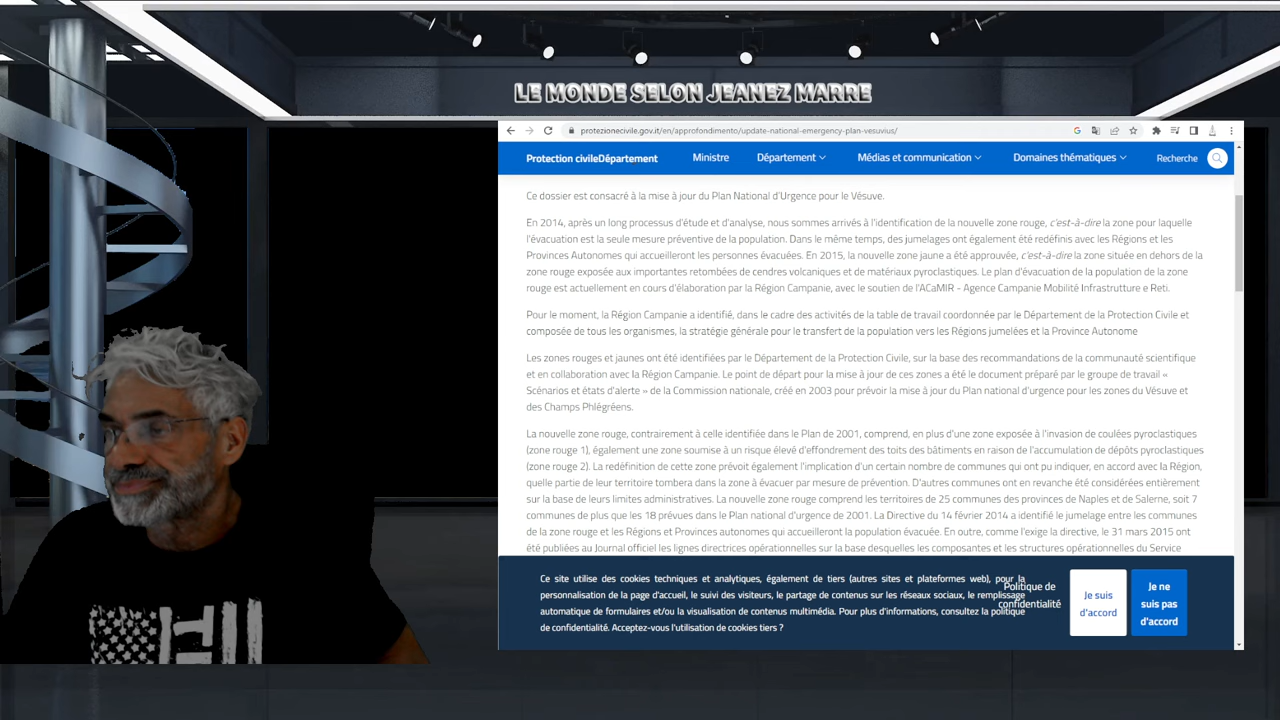 LE MONDE SELON JEANEZ MARRE
protezionecivile.gov.it/en/approfondimento/update-national-emergency-plan-vesuvius/
Protection civileDépartement Ministre Département Médias et communication Domaines thématiques Recherche
Ce dossier est consacré à la mise à jour du Plan National d'Urgence pour le Vésuve.
En 2014, après un long processus d'étude et d'analyse, nous sommes arrivés à l'identification de la nouvelle zone rouge, c'est-à-dire la zone pour laquelle
l'évacuation est la seule mesure préventive de la population. Dans le même temps, des jumelages ont également été redéfinis avec les Régions et les
Provinces Autonomes qui accueilleront les personnes évacuées. En 2015, la nouvelle zone jaune a été approuvée, c'est-à-dire la zone située en dehors de la
zone rouge exposée aux importantes retombées de cendres volcaniques et de matériaux pyroclastiques. Le plan d'évacuation de la population de la zone
rouge est actuellement en cours d'élaboration par la Région Campanie, avec le soutien de l'ACaMIR - Agence Campanie Mobilité Infrastrutture e Reti.
Pour le moment, la Région Campanie a identifié, dans le cadre des activités de la table de travail coordonnée par le Département de la Protection Civile et
composée de tous les organismes, la stratégie générale pour le transfert de la population vers les Régions jumelées et la Province Autonome
Les zones rouges et jaunes ont été identifiées par le Département de la Protection Civile, sur la base des recommandations de la communauté scientifique
et en collaboration avec la Région Campanie. Le point de départ pour la mise à jour de ces zones a été le document préparé par le groupe de travail «
Scénarios et états d'alerte » de la Commission nationale, créé en 2003 pour prévoir la mise à jour du Plan national d'urgence pour les zones du Vésuve et
des Champs Phlégréens.
La nouvelle zone rouge, contrairement à celle identifiée dans le Plan de 2001, comprend, en plus d'une zone exposée à l'invasion de coulées pyroclastiques
(zone rouge 1), également une zone soumise à un risque élevé d'effondrement des toits des bâtiments en raison de l'accumulation de dépôts pyroclastiques
(zone rouge 2). La redéfinition de cette zone prévoit également l'implication d'un certain nombre de communes qui ont pu indiquer, en accord avec la Région,
quelle partie de leur territoire tombera dans la zone à évacuer par mesure de prévention. D'autres communes ont en revanche été considérées entièrement
sur la base de leurs limites administratives. La nouvelle zone rouge comprend les territoires de 25 communes des provinces de Naples et de Salerne, soit 7
communes de plus que les 18 prévues dans le Plan national d'urgence de 2001. La Directive du 14 février 2014 a identifié le jumelage entre les communes
de la zone rouge et les Régions et Provinces autonomes qui accueilleront la population évacuée. En outre, comme l'exige la directive, le 31 mars 2015 ont
été publiées au Journal officiel les lignes directrices opérationnelles sur la base desquelles les composantes et les structures opérationnelles du Service
Ce site utilise des cookies techniques et analytiques, également de tiers (autres sites et plateformes web), pour la
personnalisation de la page d'accueil, le suivi des visiteurs, le partage de contenus sur les réseaux sociaux, le remplissage
automatique de formulaires et/ou la visualisation de contenus multimédia. Pour plus d'informations, consultez la politique
de confidentialité. Acceptez-vous l'utilisation de cookies tiers ?
Politique de
confidentialité
Je suis
d'accord
Je ne
suis pas
d'accord